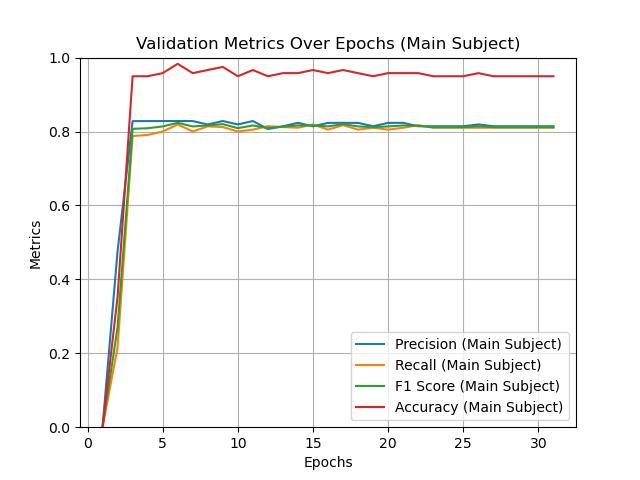 Validation Metrics Over Epochs (Main Subject)
1.0
0.8
0.6
0.4
0.2
0.0
Metrics
Precision (Main Subject)
Recall (Main Subject)
F1 Score (Main Subject)
Accuracy (Main Subject)
0 5 10 15 20 25 30
Epochs